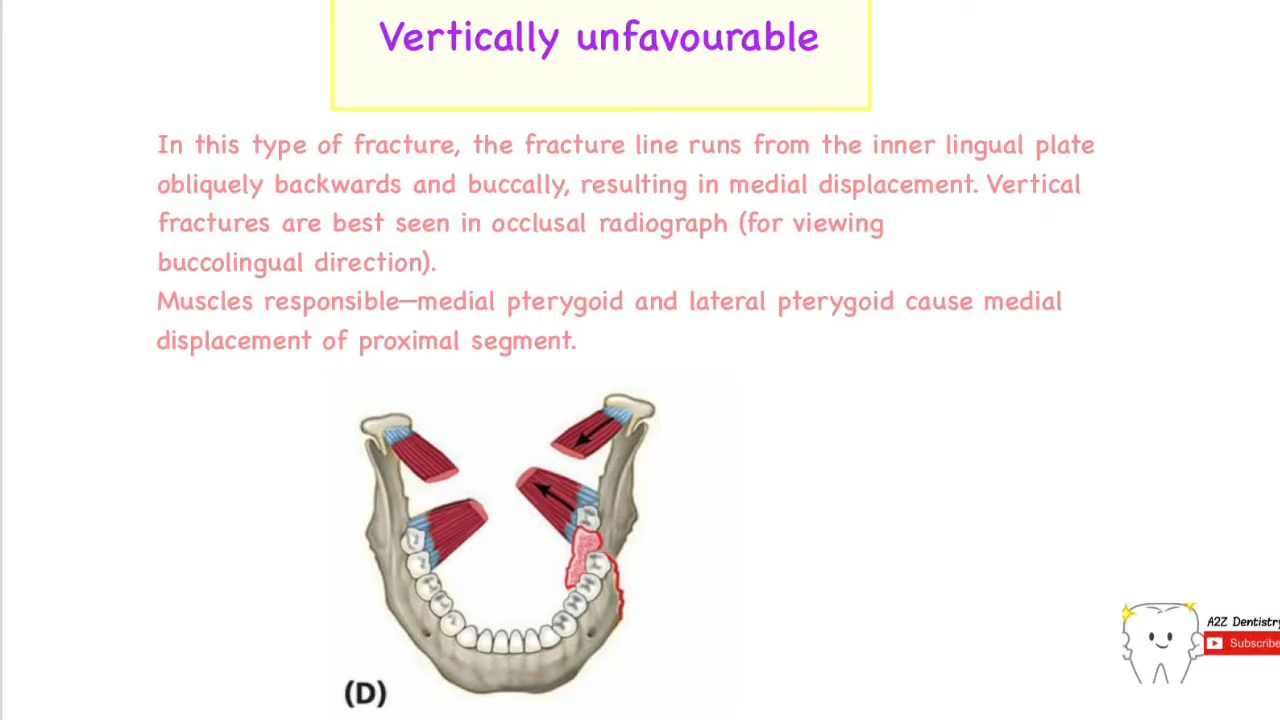 Vertically unfavourable
In this type of fracture, the fracture line runs from the inner lingual plate
obliquely backwards and buccally, resulting in medial displacement. Vertical
fractures are best seen in occlusal radiograph (for viewing
buccolingual direction).
Muscles responsible—medial pterygoid and lateral pterygoid cause medial
displacement of proximal segment.
(D)
A2Z Dentistry
Subscribe